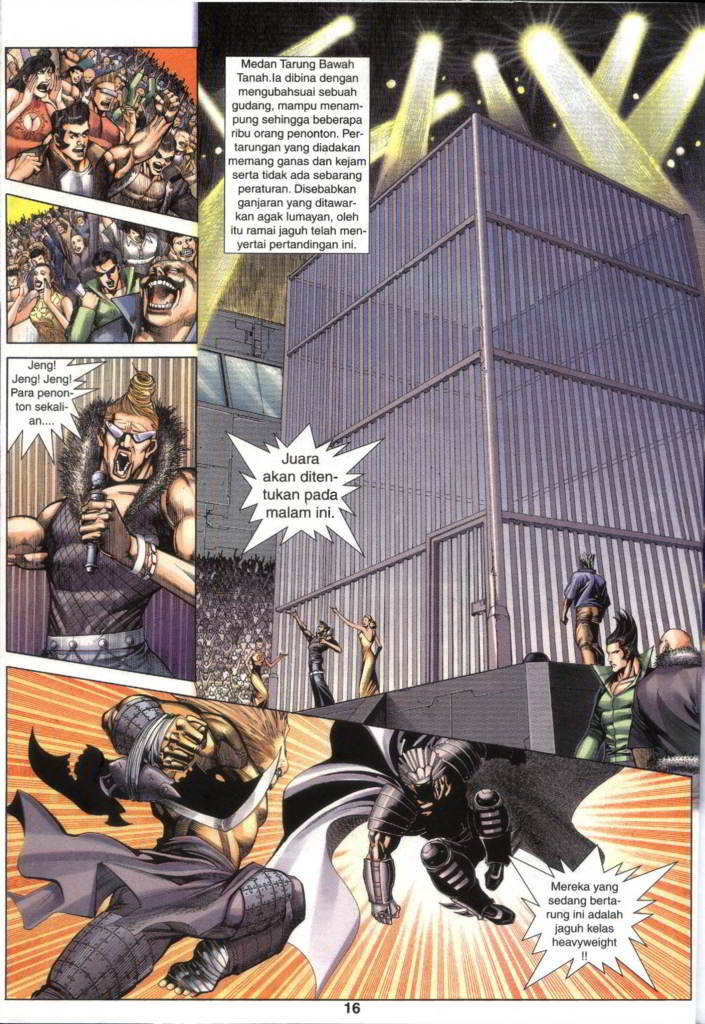 Medan Tarung Bawah
Tanah.Ia dibina dengan
mengubahsuai sebuah
gudang, mampu menam-
pung sehingga beberapa
ribu orang penonton. Per-
tarungan yang diadakan
memang ganas dan kejam
serta tidak ada sebarang
peraturan. Disebabkan
ganjaran yang ditawar-
kan agak lumayan, oleh
itu ramai jaguh telah men-
yertai pertandingan ini.
Jeng!
Jeng! Jeng!
Para penon-
ton sekali-
an....
Juara
akan diten-
tukan pada
malam ini.
Mereka yang
sedang berta-
rung ini adalah
jaguh kelas
heavyweight
!!
16